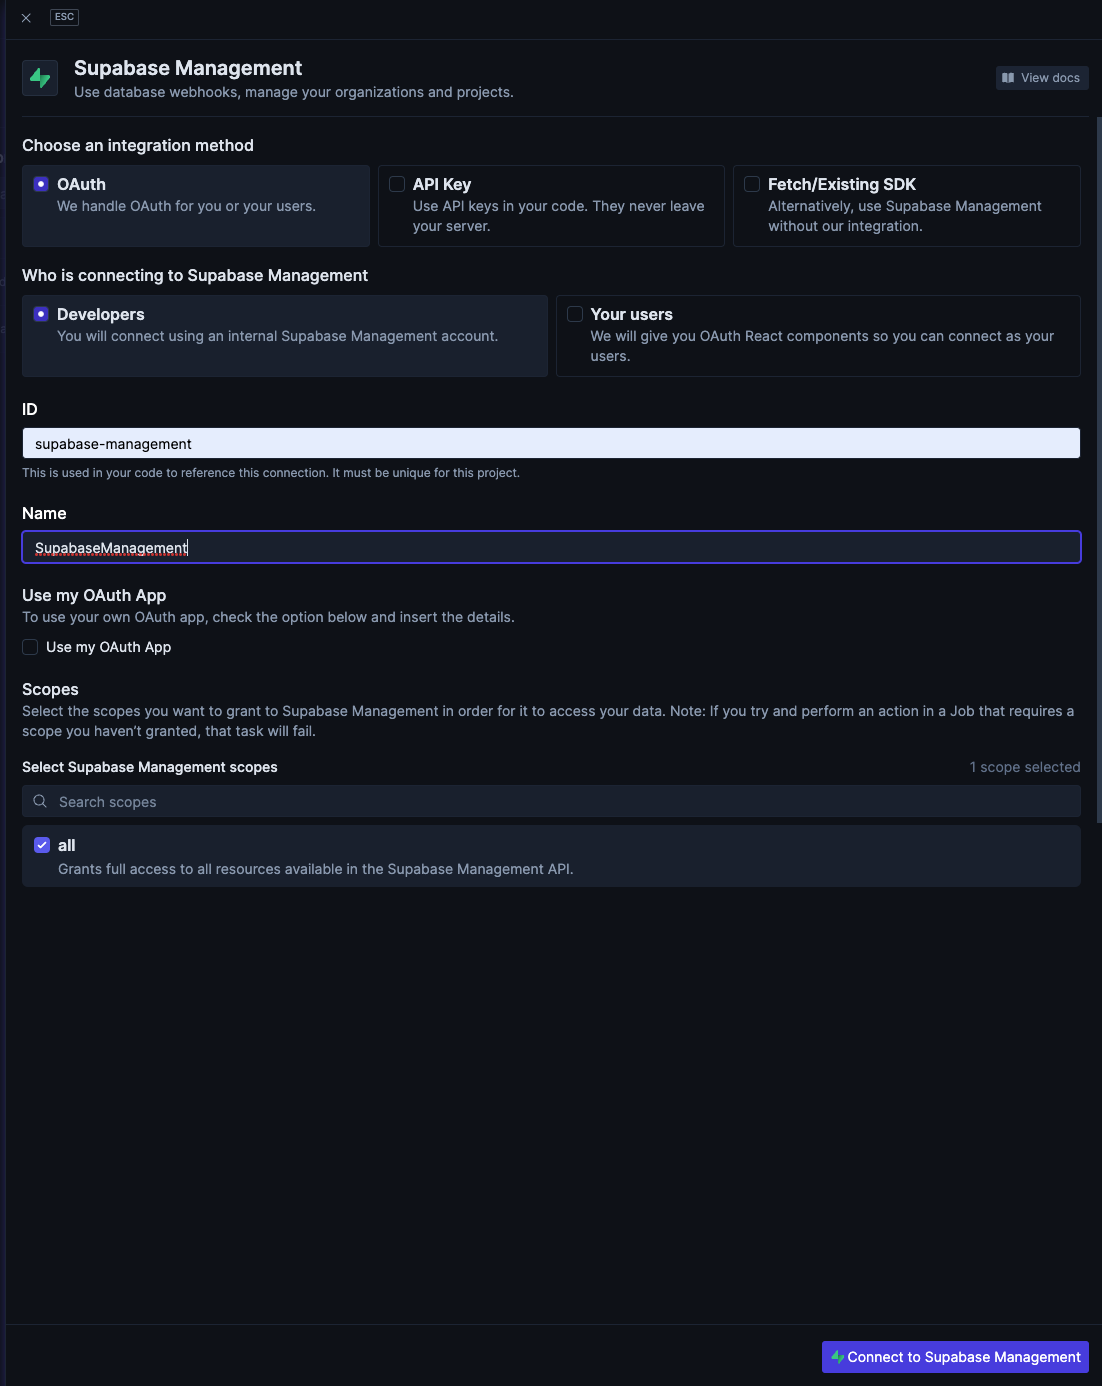 ESC
Supabase Management
Use database webhooks, manage your organizations and projects.
View docs
Choose an integration method
OAuth
We handle OAuth for you or your users.
API Key
Use API keys in your code. They never leave
your server.
Fetch/Existing SDK
Alternatively, use Supabase Management
without our integration.
Who is connecting to Supabase Management
Developers
You will connect using an internal Supabase Management account.
Your users
We will give you OAuth React components so you can connect as your
users.
ID
supabase-management
This is used in your code to reference this connection. It must be unique for this project.
Name
SupabaseManagement
Use my OAuth App
To use your own OAuth app, check the option below and insert the details.
Use my OAuth App
Scopes
Select the scopes you want to grant to Supabase Management in order for it to access your data. Note: If you try and perform an action in a Job that requires a
scope you haven’t granted, that task will fail.
Select Supabase Management scopes
1 scope selected
Search scopes
all
Grants full access to all resources available in the Supabase Management API.
Connect to Supabase Management